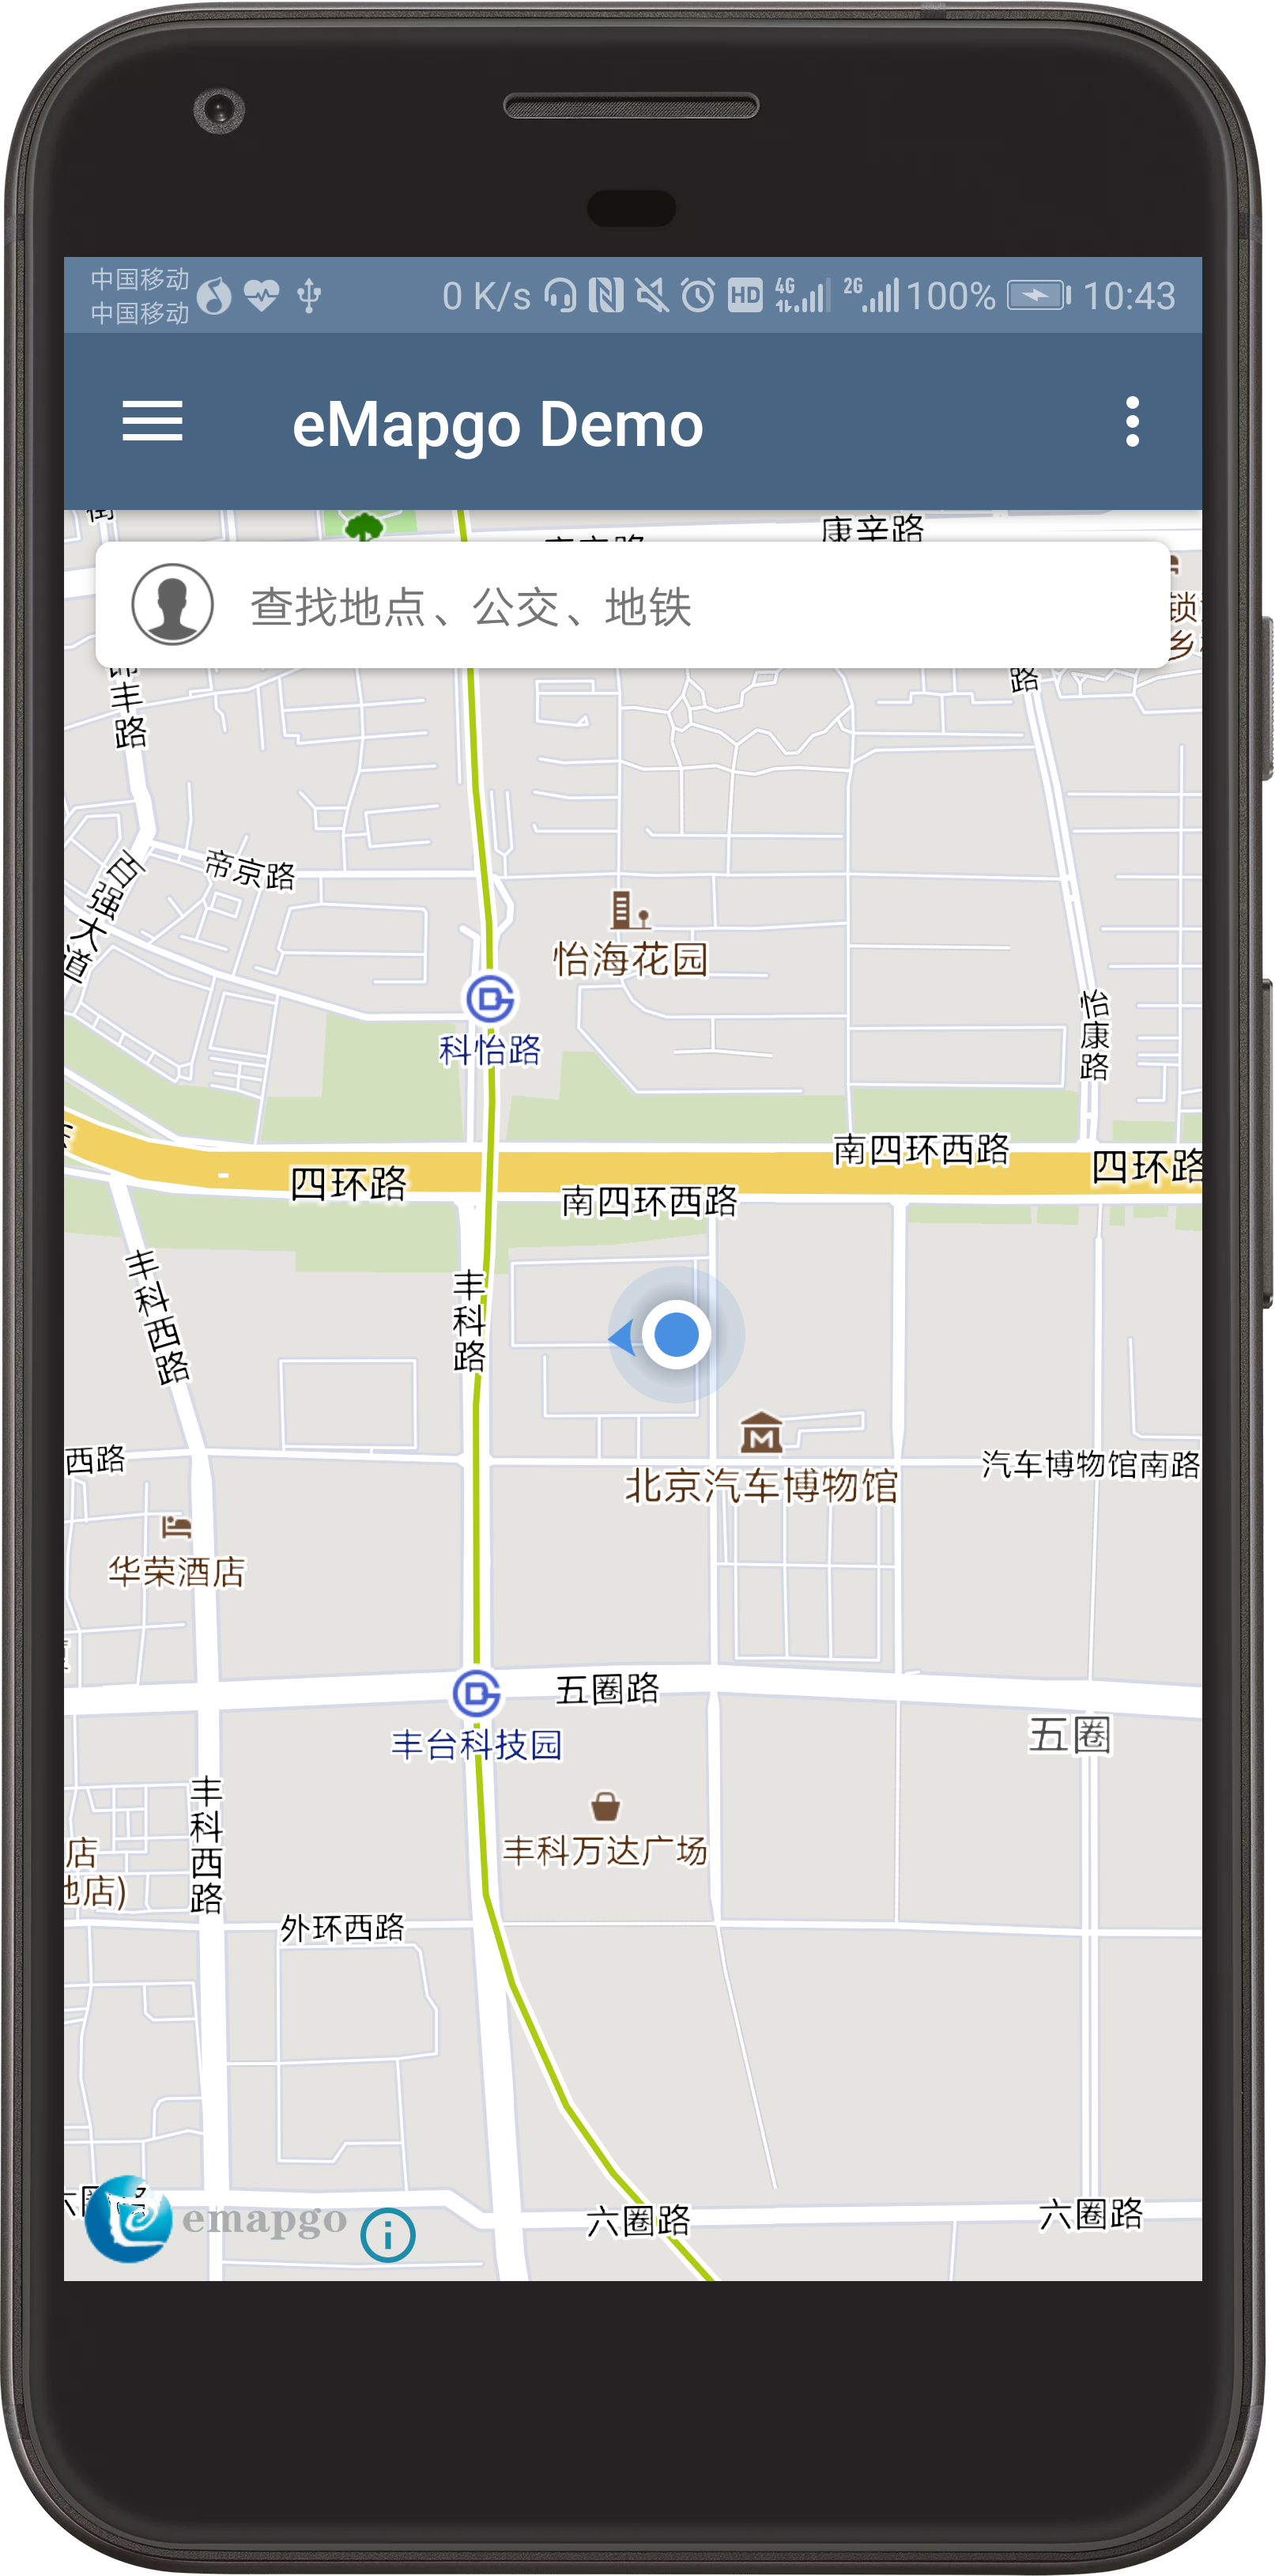 中国移动
中国移动
0 K/s
HD
4G
2G
100%
10:43
eMapgo Demo
康辛路
查找地点、公交、地铁
丰路
路
帝京路
百强大道
怡海花园
科怡路
怡康路
南四环西路
四环路
四环路
南四环西路
丰科西路
丰科路
西路
北京汽车博物馆
汽车博物馆南路
华荣酒店
五圈路
丰台科技园
五圈
丰科万达广场
丰科西路
店
店)
外环西路
emapgo
六圈路
六圈路